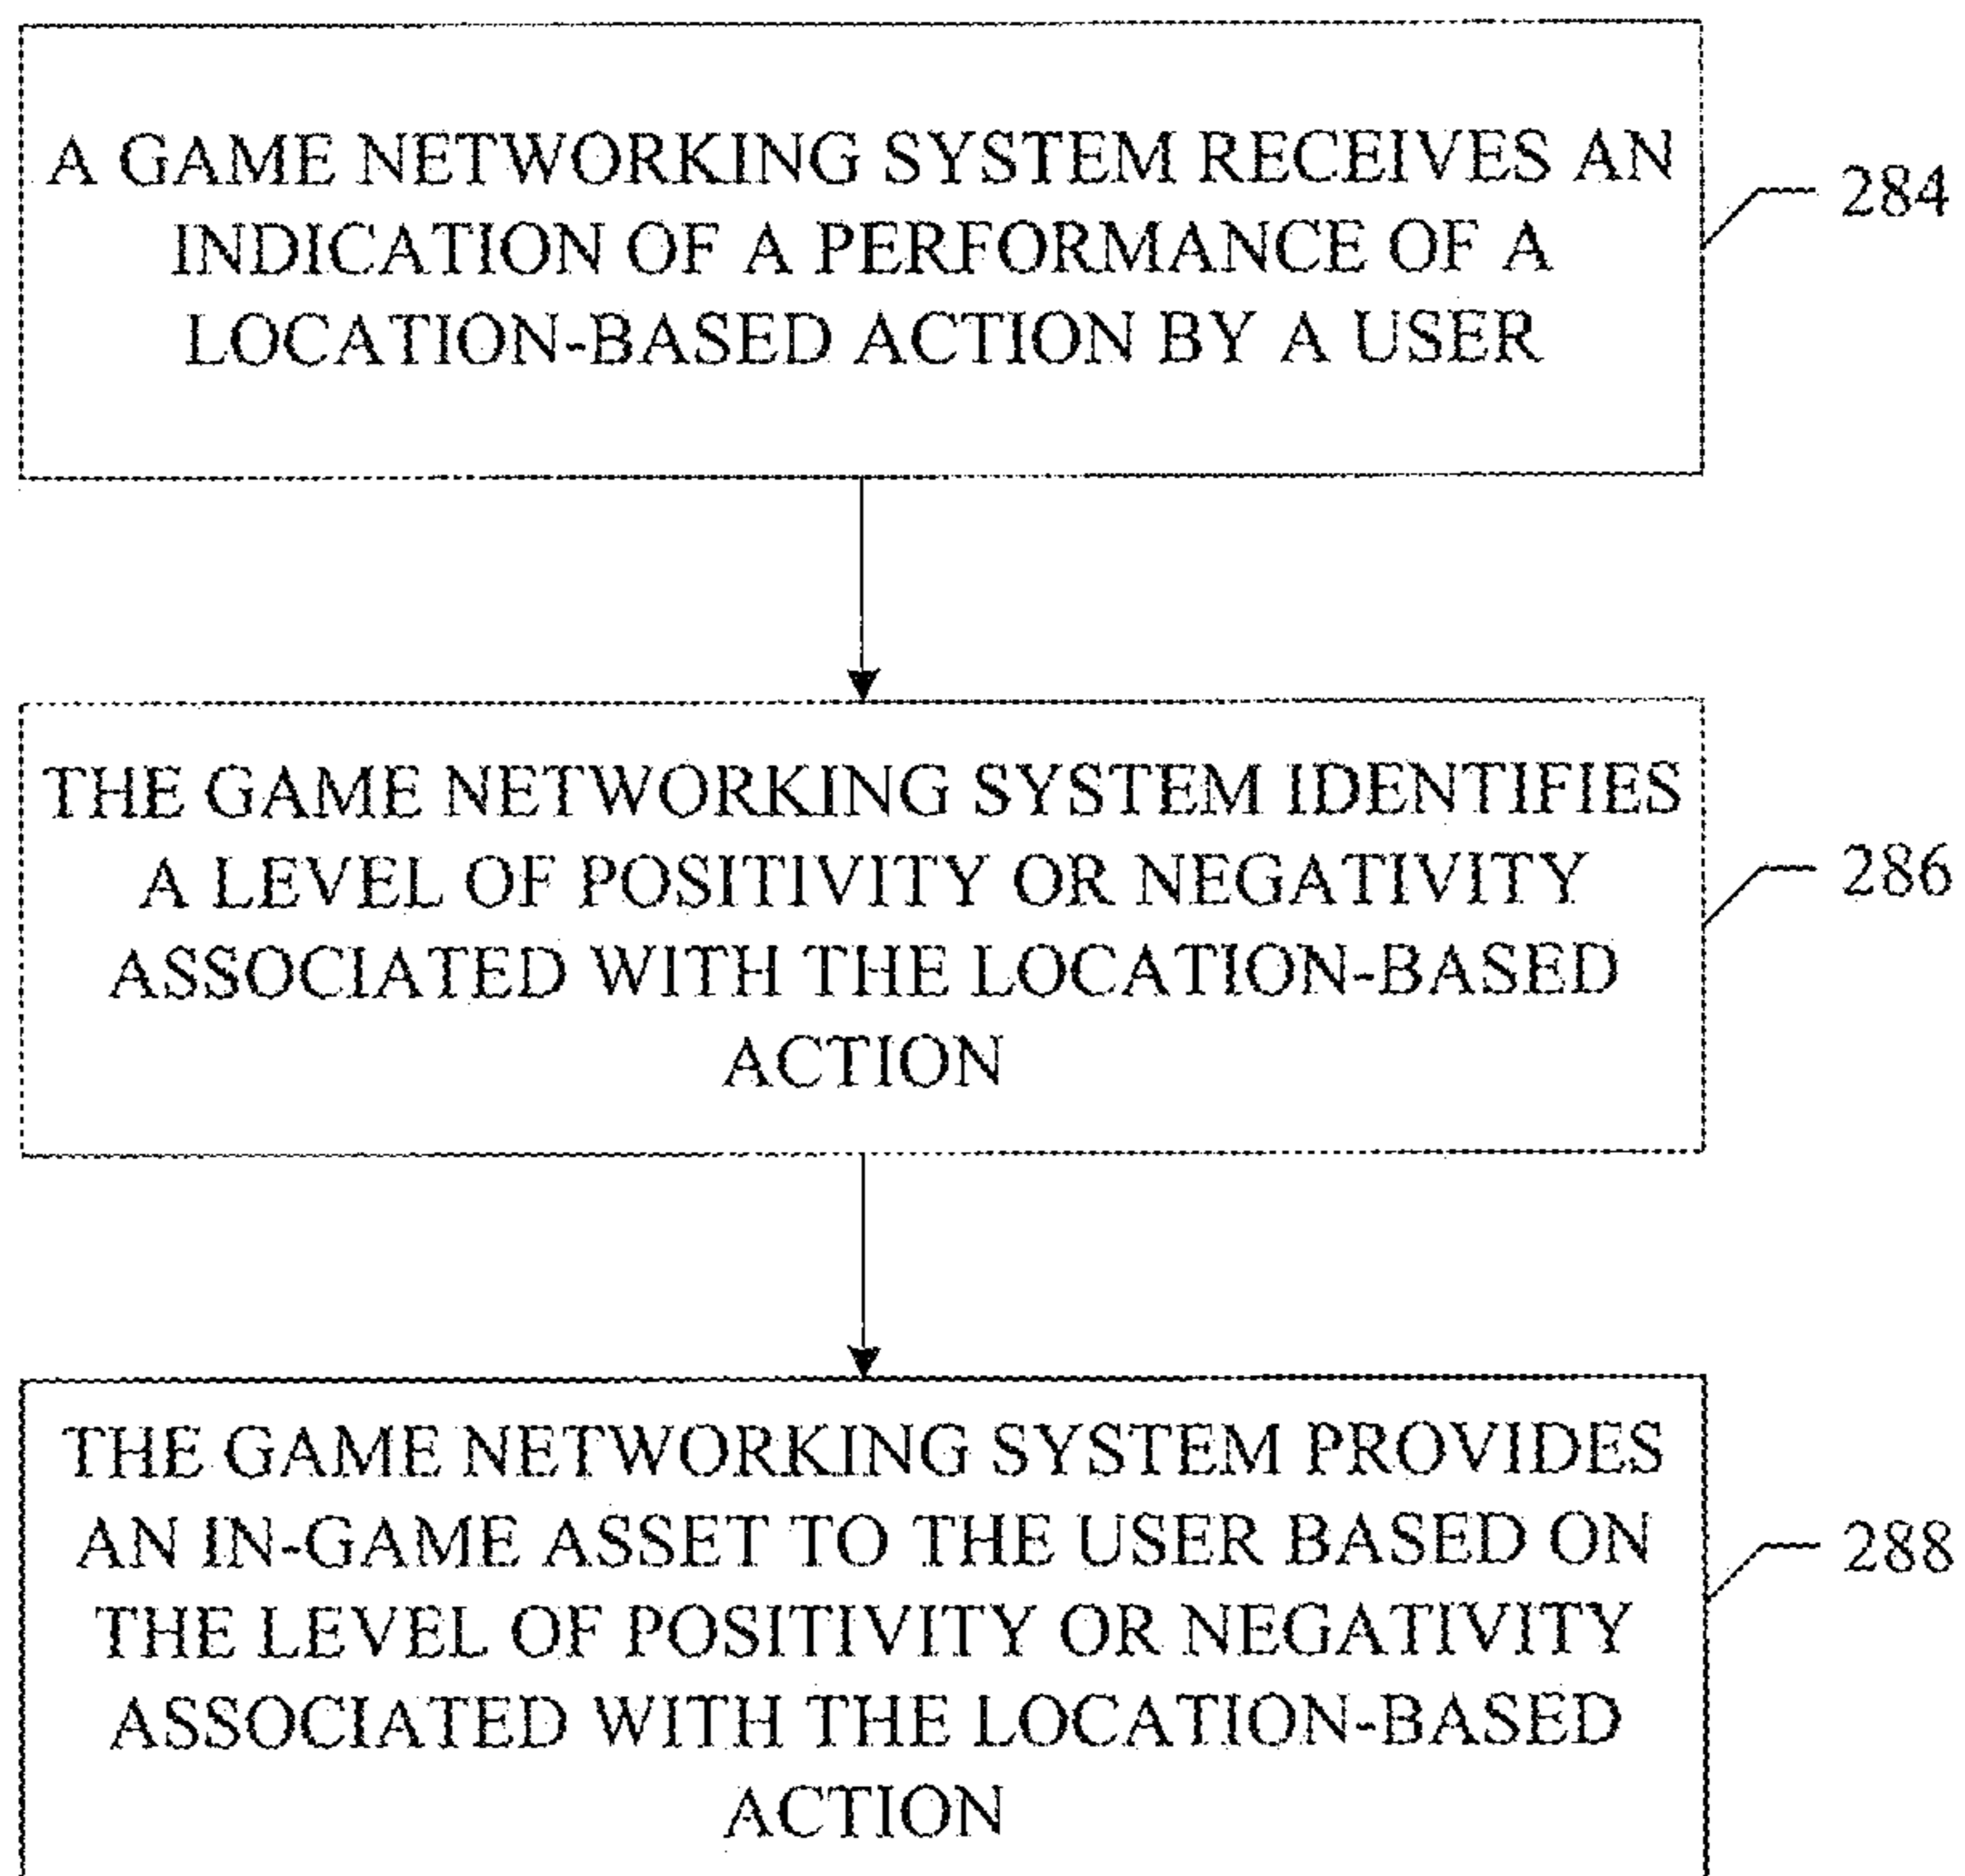 A GAME NETWORKING SYSTEM RECEIVES AN
INDICATION OF A PERFORMANCE OF A
LOCATION-BASED ACTION BY A USER
284
THE GAME NETWORKING SYSTEM IDENTIFIES
A LEVEL OF POSITIVITY OR NEGATIVITY
ASSOCIATED WITH THE LOCATION-BASED
ACTION
286
THE GAME NETWORKING SYSTEM PROVIDES
AN IN-GAME ASSET TO THE USER BASED ON
THE LEVEL OF POSITIVITY OR NEGATIVITY
ASSOCIATED WITH THE LOCATION-BASED
ACTION
288